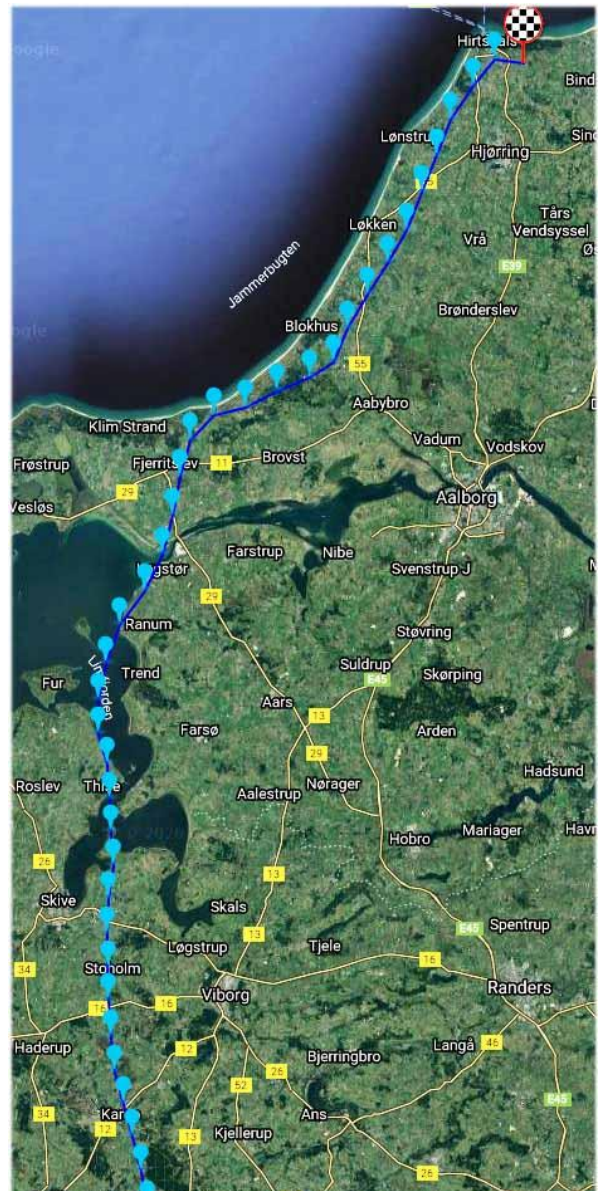 Hirtshals
Bind
Lønstru
Sind
Hjørring
Tårs
Løkken
Vendsyssel
Vrå
Øs
E39
Jammerbugten
Brønderslev
Blokhus
55
Aabybro
Klim Strand
Vadum
Vodskov
Brovst
Frøstrup
Fjerritslev
11
29
Aalborg
Vesløs
Farstrup
Nibe
Løgstør
Svenstrup J
29
Støvring
Ranum
Suldrup
Skørping
Trend
E45
Fur
Aars
13
Farsø
Arden
29
Hadsund
Roslev
Nørager
Aalestrup
Hobro
Mariager
Havn
26
13
Skive
Skals
E45
Spentrup
13
Løgstrup
Tjele
16
34
Stoholm
Viborg
Randers
16
16
Haderup
12
Bjerringbro
Langå
46
26
52
E45
34
Ans
12
13
Kjellerup
26